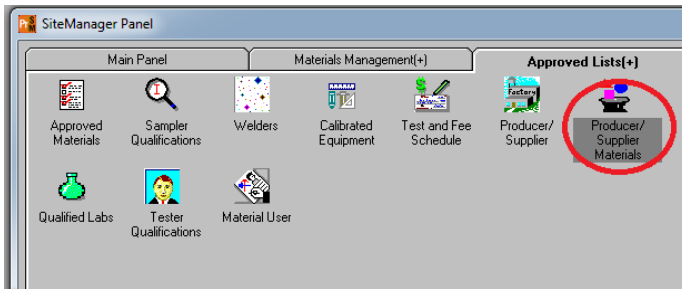 SiteManager Panel
Main Panel
Materials Management(+)
Approved Lists(+)
Approved
Materials
Sampler
Qualifications
Welders
Calibrated
Equipment
Test and Fee
Schedule
Producer/
Supplier
Producer/
Supplier
Materials
Qualified Labs
Tester
Qualifications
Material User